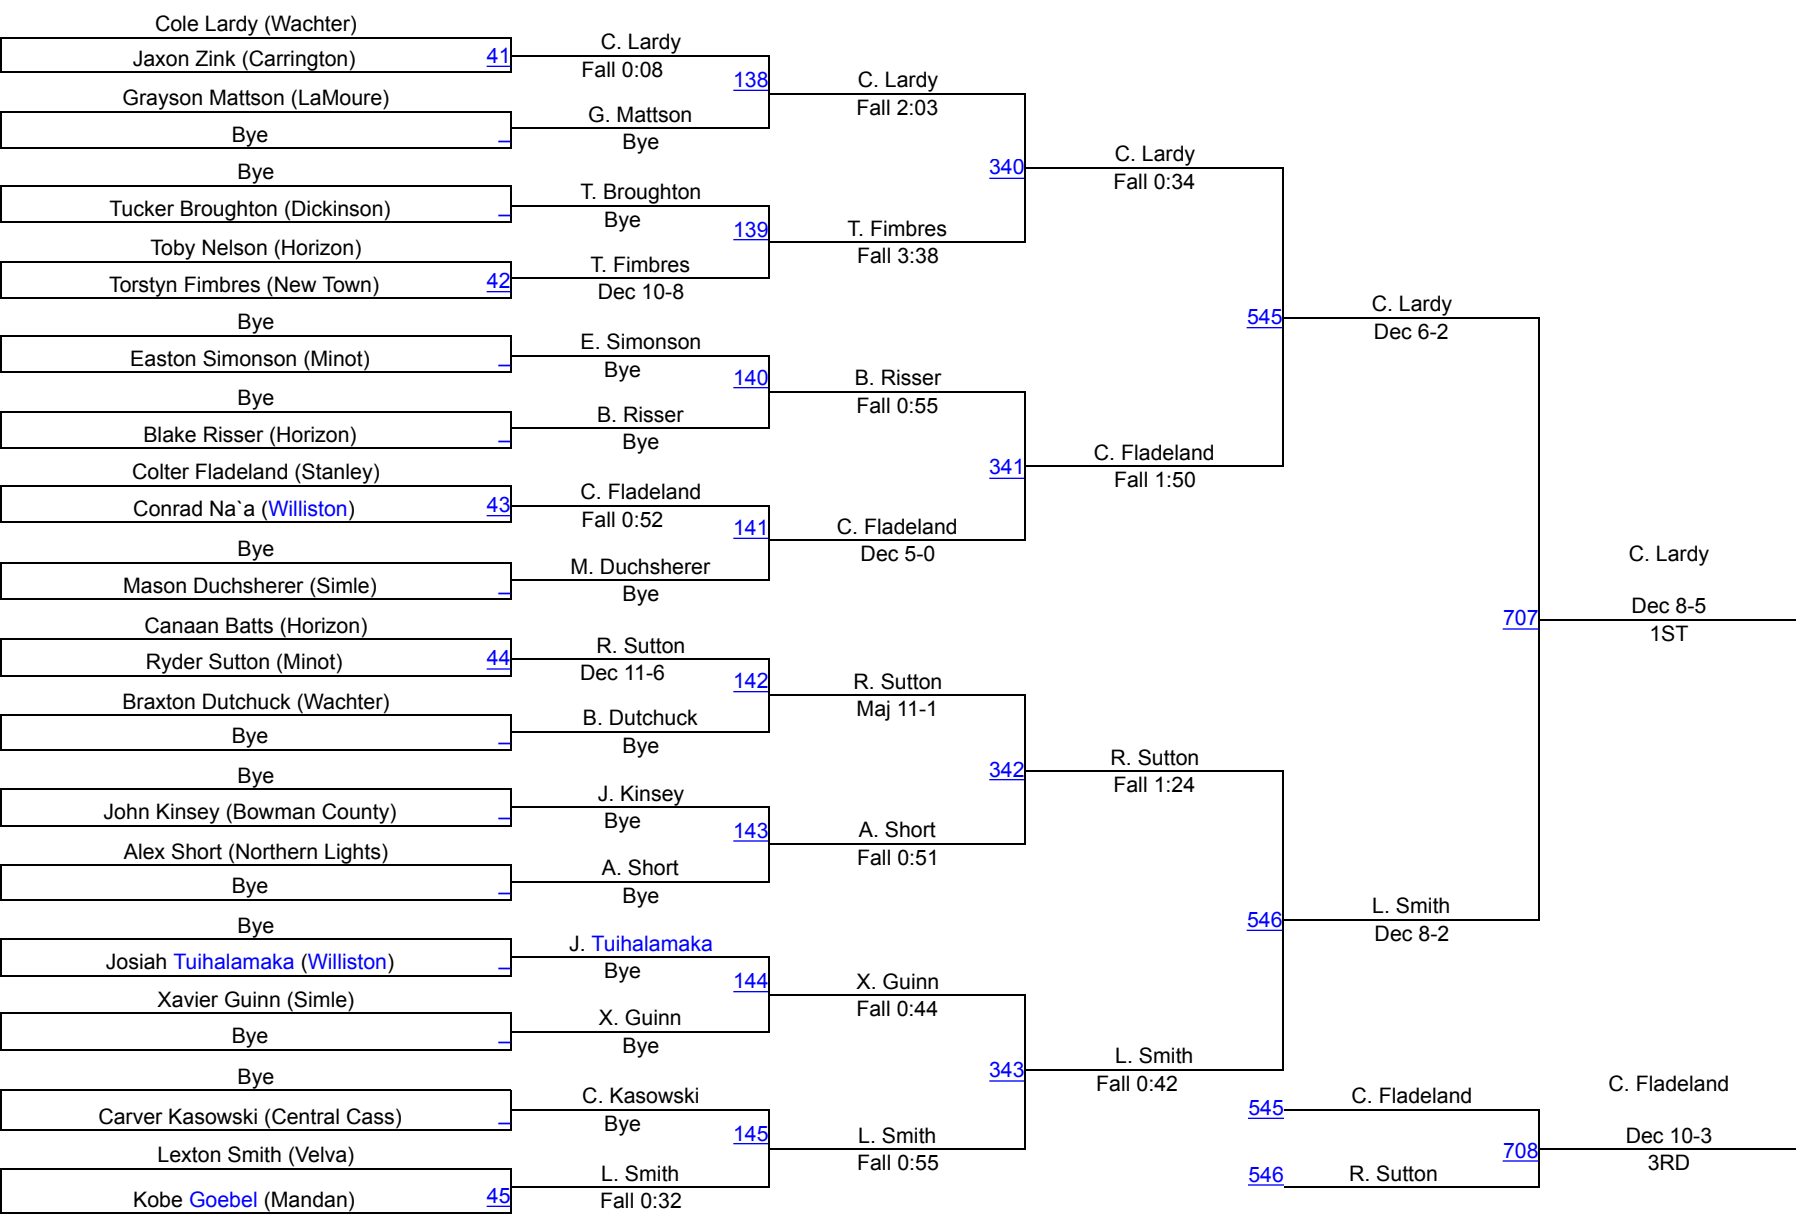 Cole Lardy (Wachter)
Jaxon Zink (Carrington)
41
Grayson Mattson (LaMoure)
Bye
Bye
Tucker Broughton (Dickinson)
Toby Nelson (Horizon)
Torstyn Fimbres (New Town)
42
Bye
Easton Simonson (Minot)
Bye
Blake Risser (Horizon)
Colter Fladeland (Stanley)
Conrad Na`a (Williston)
43
Bye
Mason Duchsherer (Simle)
Canaan Batts (Horizon)
Ryder Sutton (Minot)
44
Braxton Dutchuck (Wachter)
Bye
Bye
John Kinsey (Bowman County)
Alex Short (Northern Lights)
Bye
Bye
Josiah Tuihalamaka (Williston)
Xavier Guinn (Simle)
Bye
Bye
Carver Kasowski (Central Cass)
Lexton Smith (Velva)
Kobe Goebel (Mandan)
45
C. Lardy
Fall 0:08
138
G. Mattson
Bye
T. Broughton
Bye
139
T. Fimbres
Dec 10-8
E. Simonson
Bye
140
B. Risser
Bye
C. Fladeland
Fall 0:52
141
M. Duchsherer
Bye
R. Sutton
Dec 11-6
142
B. Dutchuck
Bye
J. Kinsey
Bye
143
A. Short
Bye
J. Tuihalamaka
Bye
144
X. Guinn
Bye
C. Kasowski
Bye
145
L. Smith
Fall 0:32
C. Lardy
Fall 2:03
340
T. Fimbres
Fall 3:38
B. Risser
Fall 0:55
341
C. Fladeland
Dec 5-0
R. Sutton
Maj 11-1
342
A. Short
Fall 0:51
X. Guinn
Fall 0:44
343
L. Smith
Fall 0:55
C. Lardy
Fall 0:34
545
C. Fladeland
Fall 1:50
R. Sutton
Fall 1:24
546
L. Smith
Fall 0:42
C. Lardy
Dec 6-2
707
L. Smith
Dec 8-2
C. Lardy
Dec 8-5
1ST
545
C. Fladeland
708
546
R. Sutton
C. Fladeland
Dec 10-3
3RD